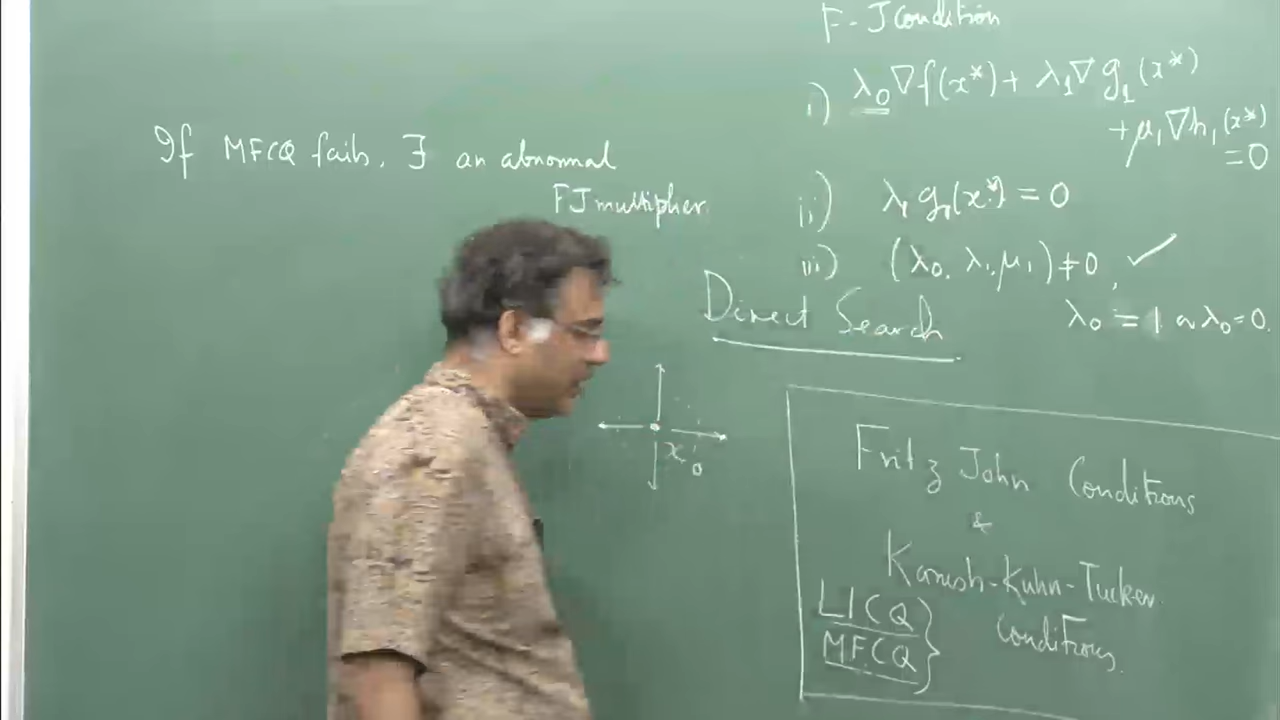 If MFCQ fails, ∃ an abnormal
FJ multiplier.
F-J Condition
i) λ₀∇f(x*) + λ₁∇g₁(x*)
+ μ₁∇h₁(x*)
= 0
ii) λ₁ g₁(x*) = 0
iii) (λ₀, λ₁, μ₁) ≠ 0, ✓
λ₀ = 1 or λ₀ = 0.
Direct Search
x₀
Fritz John Conditions
&
Karush-Kuhn-Tucker
Conditions.
LICQ
MFCQ